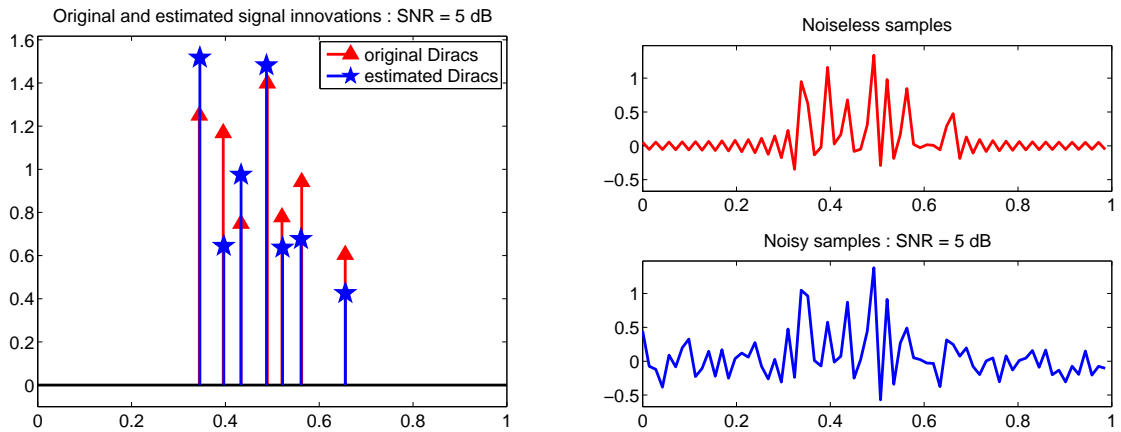 Original and estimated signal innovations : SNR = 5 dB
original Diracs
estimated Diracs
1.6
1.4
1.2
1
0.8
0.6
0.4
0.2
0
0 0.2 0.4 0.6 0.8 1
Noiseless samples
1
0.5
0
−0.5
0 0.2 0.4 0.6 0.8 1
Noisy samples : SNR = 5 dB
1
0.5
0
−0.5
0 0.2 0.4 0.6 0.8 1